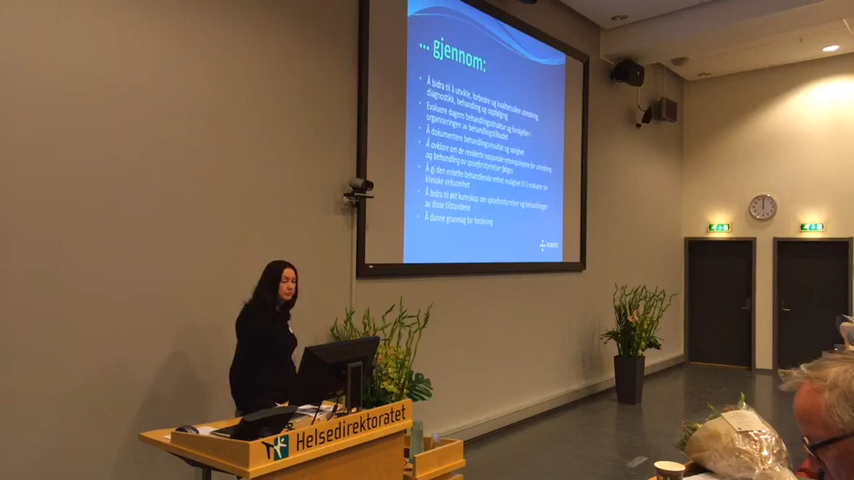 ... gjennom:
Å bidra til å utvikle, forbedre og kvalitetssikre utredning,
diagnostikk, behandling og oppfølging
Evaluere dagens behandlingsstruktur og forskjeller i
organiseringen av behandlingstilbudet
Å dokumentere behandlingsresultat og varighet
Å avklare om de reviderte nasjonale retningslinjene for utredning
og behandling av spiseforstyrrelser følges
Å gi den enkelte behandlende enhet mulighet til å evaluere sin
kliniske virksomhet
Å bidra til økt kunnskap om spiseforstyrrelser og behandlingen
av disse tilstandene
Å danne grunnlag for forskning
Helsedirektoratet